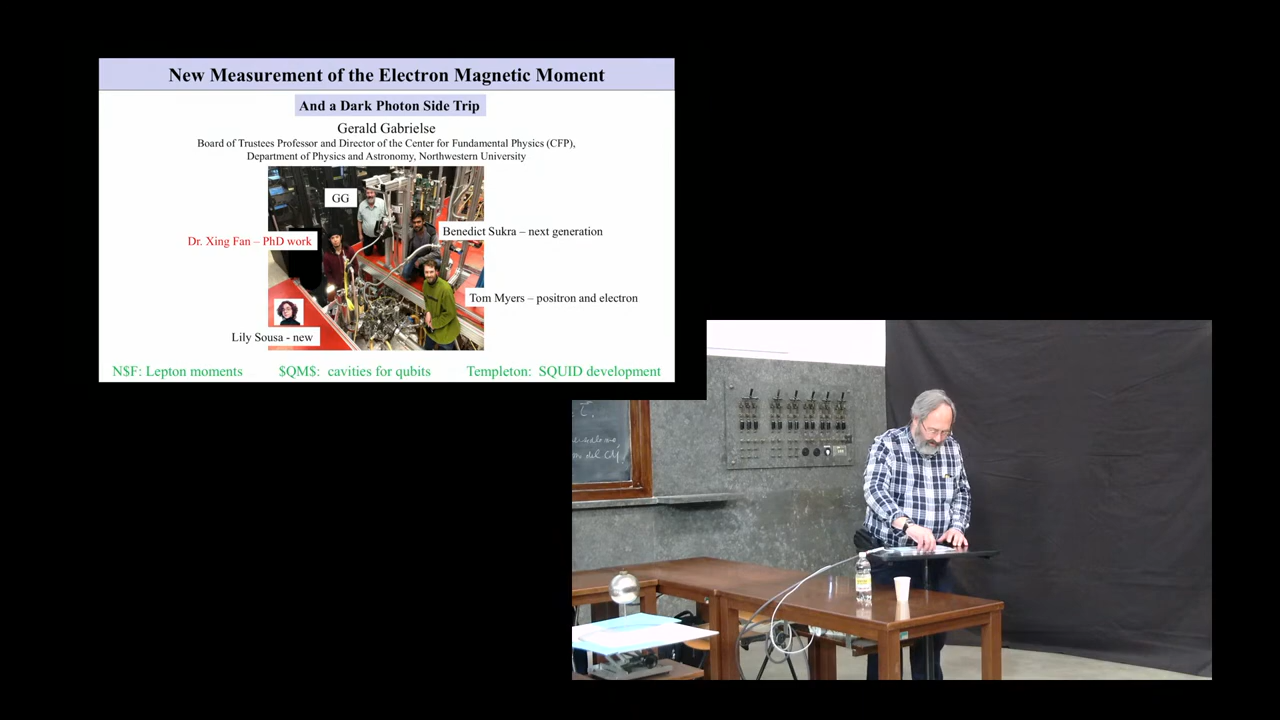 New Measurement of the Electron Magnetic Moment
And a Dark Photon Side Trip
Gerald Gabrielse
Board of Trustees Professor and Director of the Center for Fundamental Physics (CFP),
Department of Physics and Astronomy, Northwestern University
GG
Dr. Xing Fan – PhD work
Benedict Sukra – next generation
Tom Myers – positron and electron
Lily Sousa - new
N$F: Lepton moments
$QM$: cavities for qubits
Templeton: SQUID development
del CM